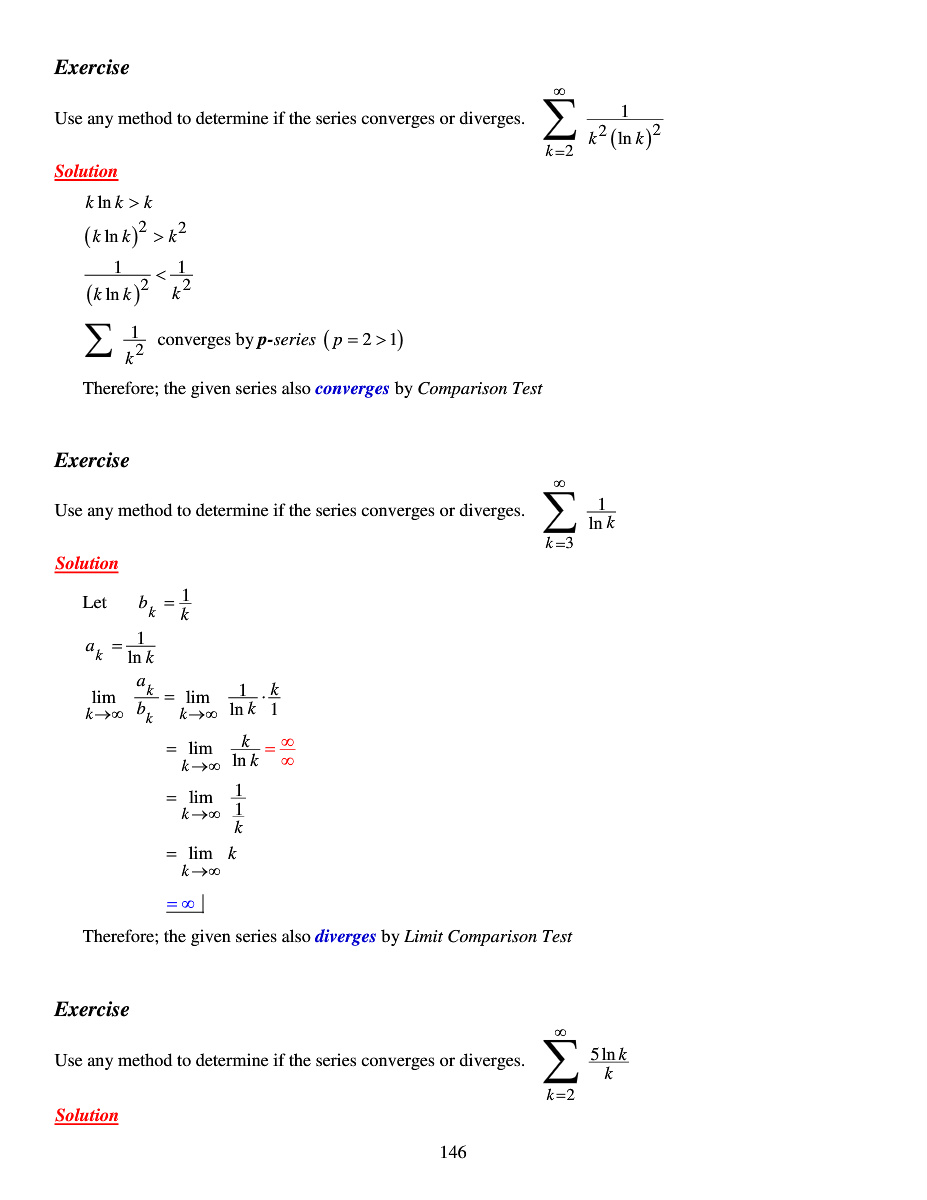 Exercise
Use any method to determine if the series converges or diverges. $\sum_{k=2}^{\infty} \frac{1}{k^2 (\ln k)^2}$
Solution
$k \ln k > k$
$(k \ln k)^2 > k^2$
$\frac{1}{(k \ln k)^2} < \frac{1}{k^2}$
$\sum \frac{1}{k^2}$ converges by p-series $(p = 2 > 1)$
Therefore; the given series also converges by Comparison Test
Exercise
Use any method to determine if the series converges or diverges. $\sum_{k=3}^{\infty} \frac{1}{\ln k}$
Solution
Let $b_k = \frac{1}{k}$
$a_k = \frac{1}{\ln k}$
$\lim_{k \to \infty} \frac{a_k}{b_k} = \lim_{k \to \infty} \frac{1}{\ln k} \cdot \frac{k}{1}$
$= \lim_{k \to \infty} \frac{k}{\ln k} = \frac{\infty}{\infty}$
$= \lim_{k \to \infty} \frac{1}{\frac{1}{k}}$
$= \lim_{k \to \infty} k$
$= \infty$ |
Therefore; the given series also diverges by Limit Comparison Test
Exercise
Use any method to determine if the series converges or diverges. $\sum_{k=2}^{\infty} \frac{5 \ln k}{k}$
Solution
146